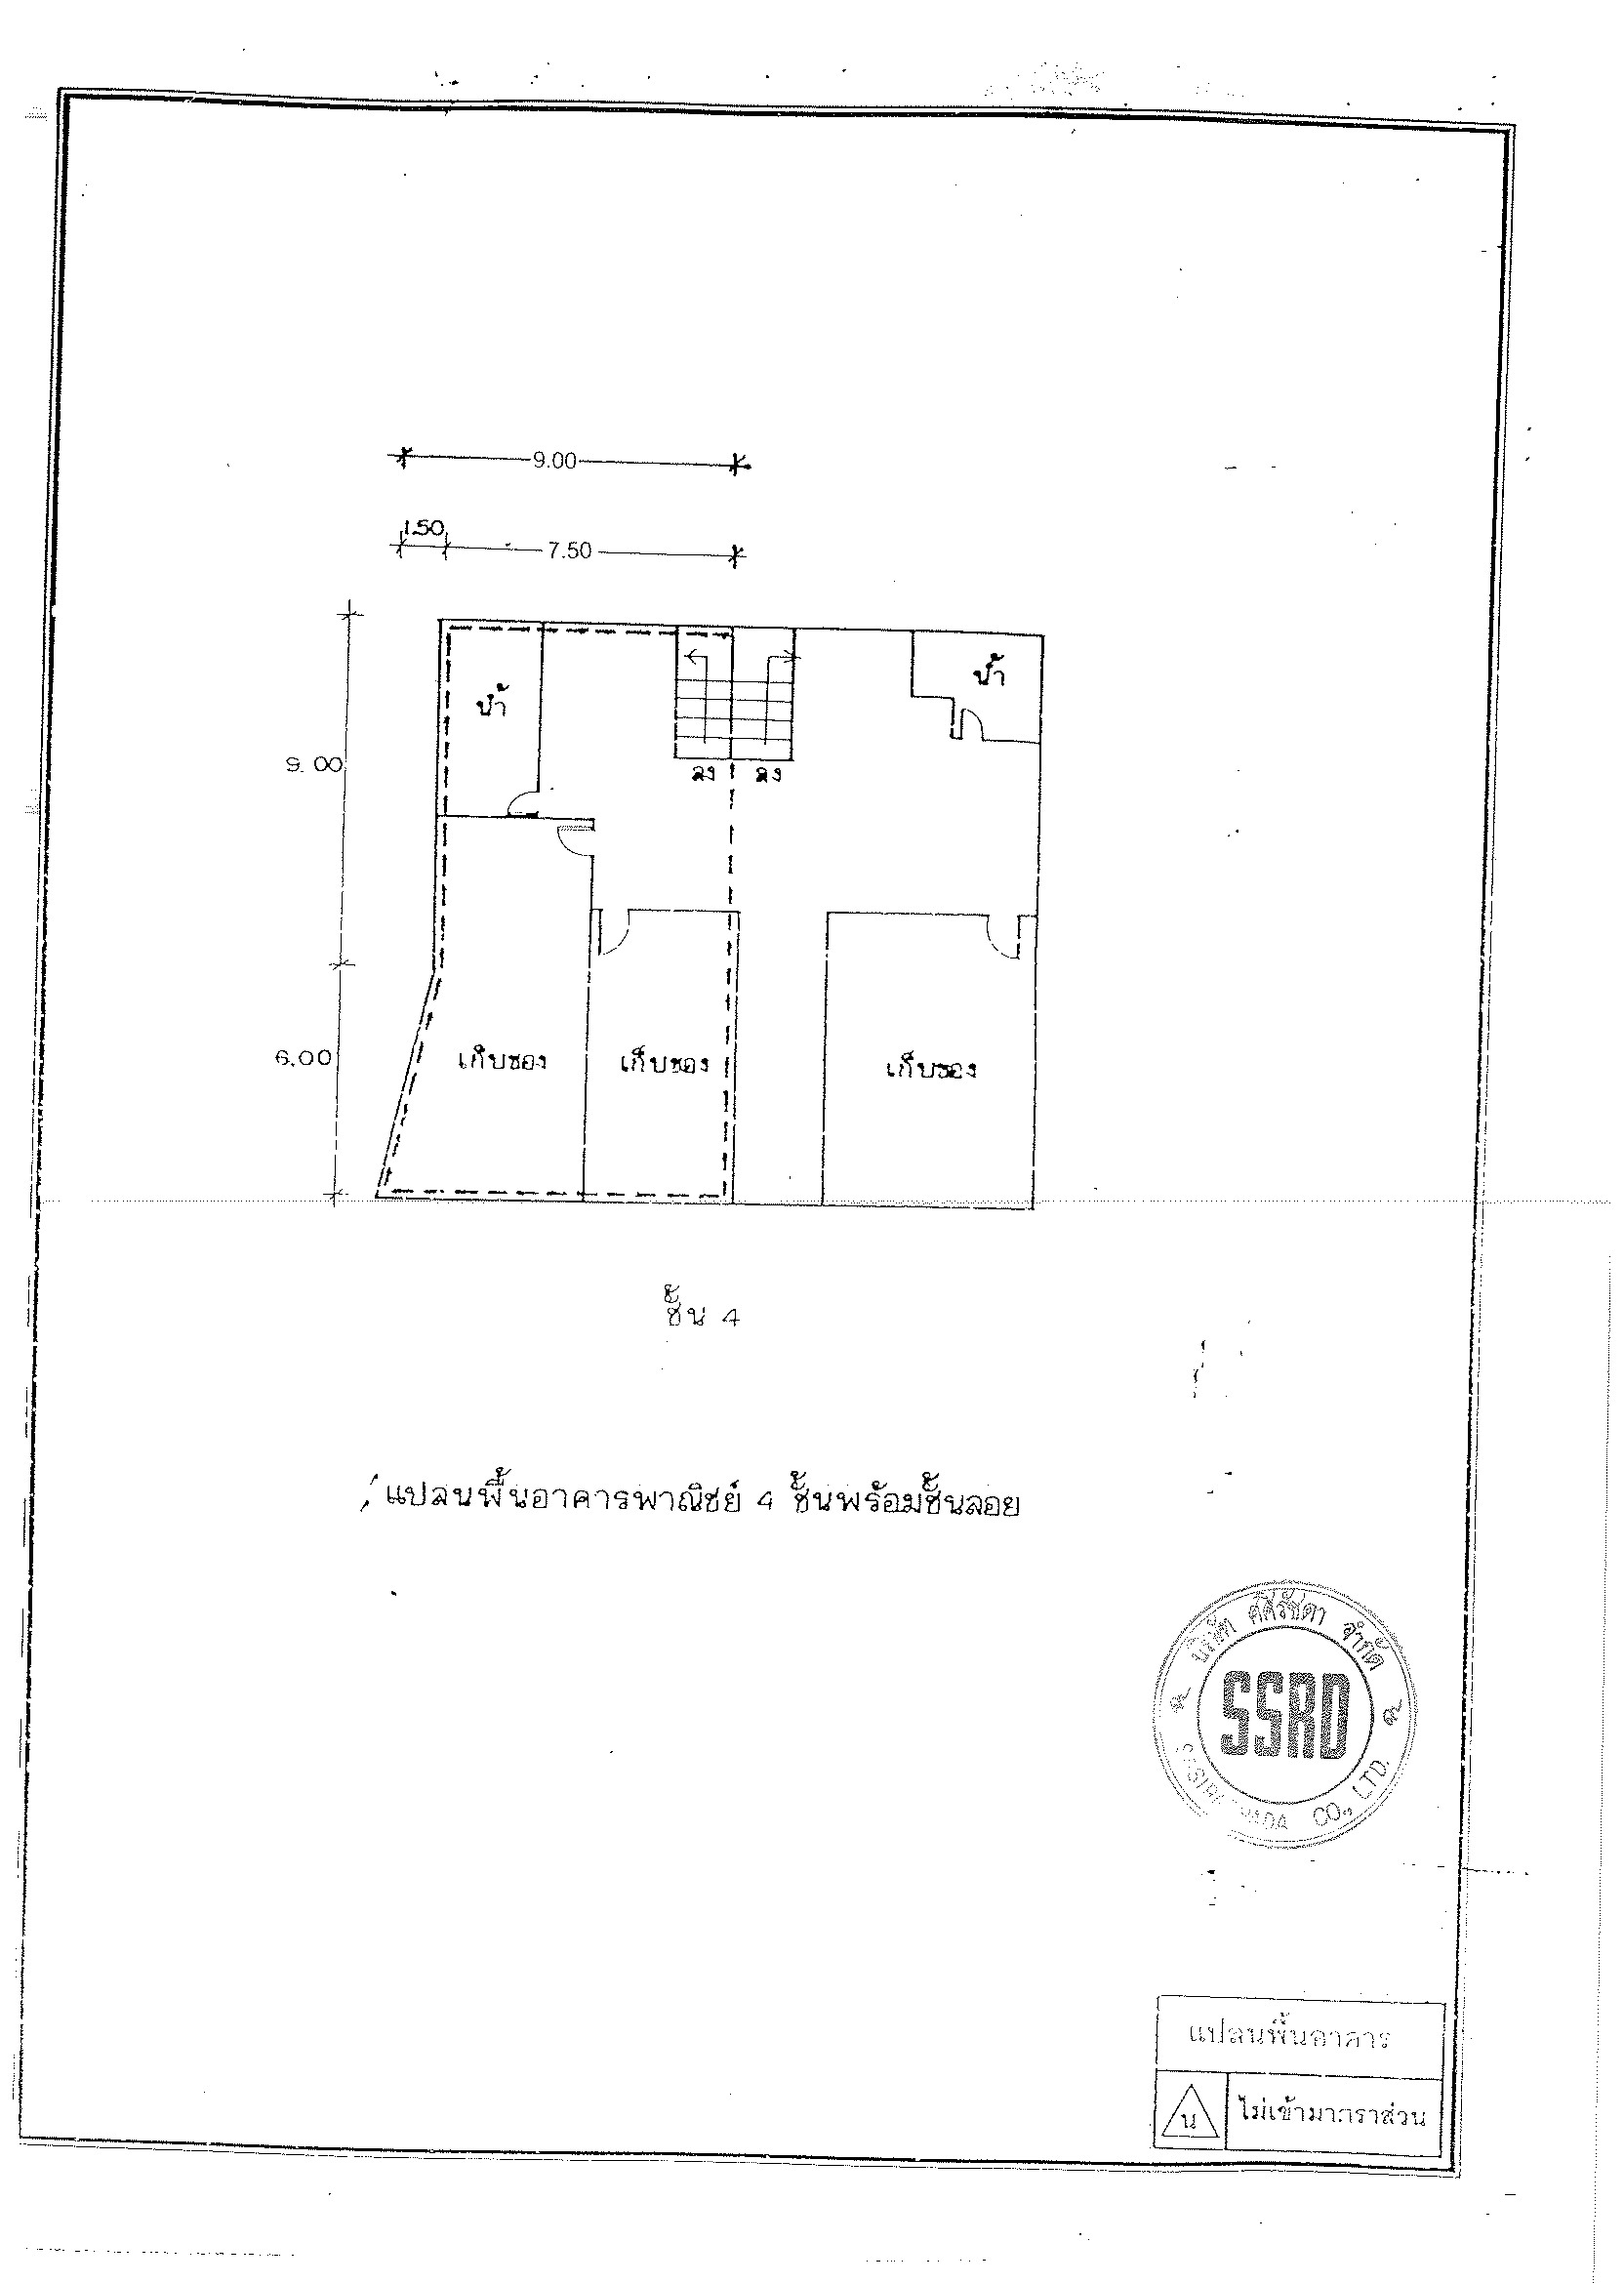 9.00
1.50
7.50
น้ำ
น้ำ
9.00
ลง
ลง
6.00
เก็บของ
เก็บของ
เก็บของ
ชั้น 4
แปลนพื้นอาคารพาณิชย์ 4 ชั้นพร้อมชั้นลอย
บริษัท ศศิรัชดา จำกัด
SSRD
CO., LTD.
แปลนพื้นอาคาร
น
ไม่เข้ามาตราส่วน